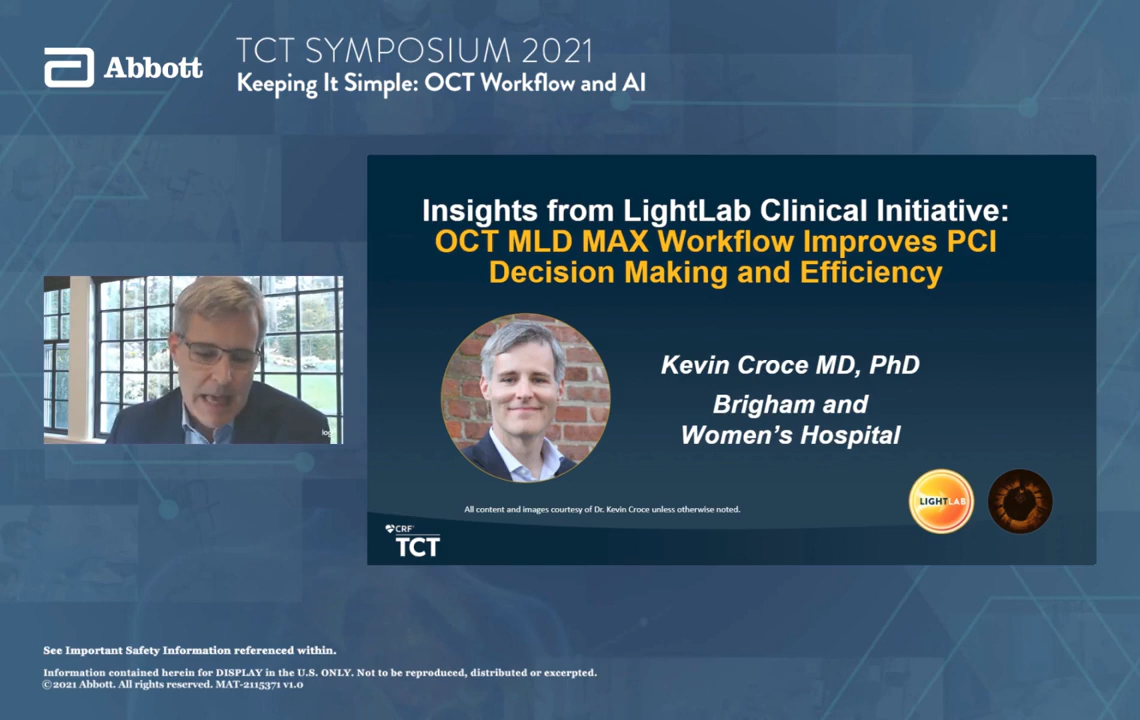 Abbott
TCT SYMPOSIUM 2021
Keeping It Simple: OCT Workflow and AI
Insights from LightLab Clinical Initiative:
OCT MLD MAX Workflow Improves PCI
Decision Making and Efficiency
Kevin Croce MD, PhD
Brigham and
Women's Hospital
LIGHTLAB
All content and images courtesy of Dr. Kevin Croce unless otherwise noted.
CRF
TCT
See Important Safety Information referenced within.
Information contained herein for DISPLAY in the U.S. ONLY. Not to be reproduced, distributed or excerpted.
©2021 Abbott. All rights reserved. MAT-2115371 v1.0